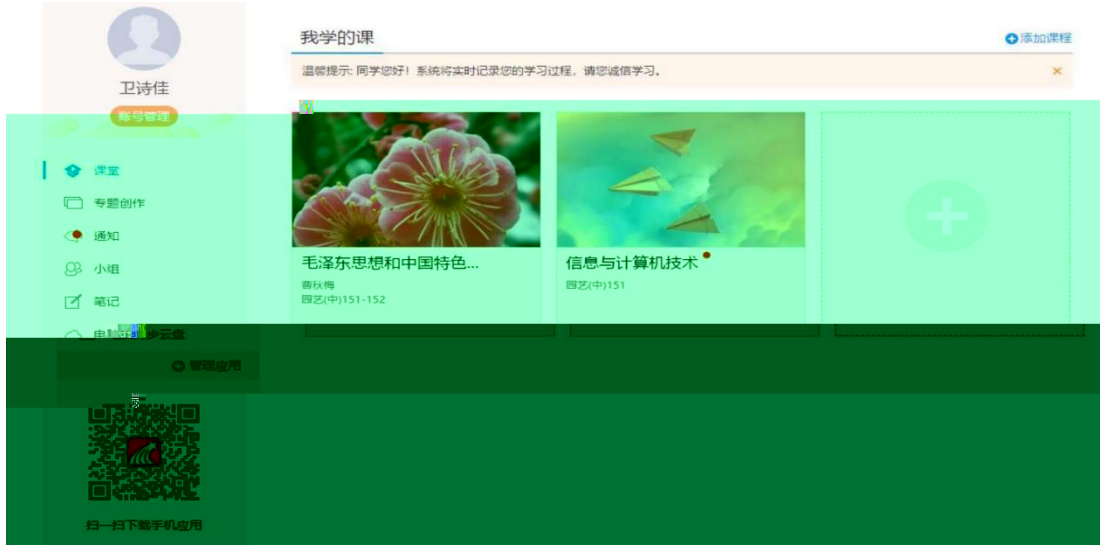 卫诗佳
账号管理
课堂
专题创作
通知
小组
笔记
管理应用
扫一扫下载手机应用
我学的课
添加课程
温馨提示: 同学您好！系统将实时记录您的学习过程，请您诚信学习。
毛泽东思想和中国特色...
曹秋梅
园艺(中)151-152
信息与计算机技术
园艺(中)151